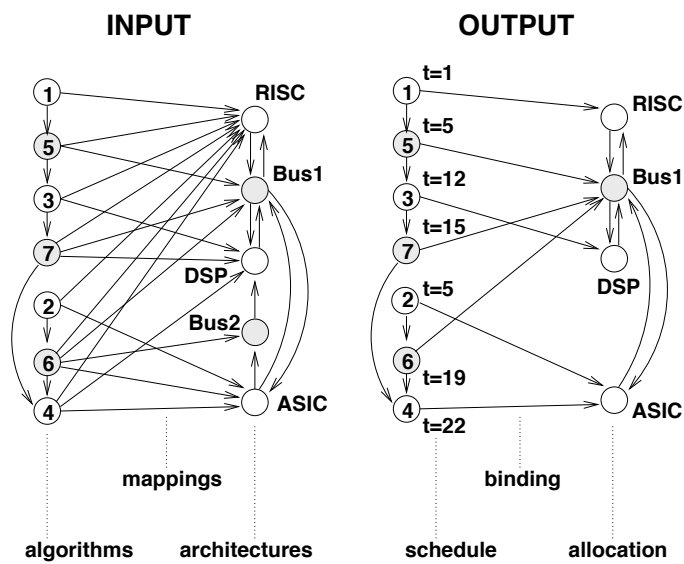 INPUT
OUTPUT
RISC
1
5
Bus1
3
7
DSP
2
Bus2
6
4
ASIC
mappings
algorithms
architectures
t=1
1
RISC
t=5
5
Bus1
t=12
3
t=15
7
DSP
t=5
2
6
t=19
4
t=22
ASIC
binding
schedule
allocation